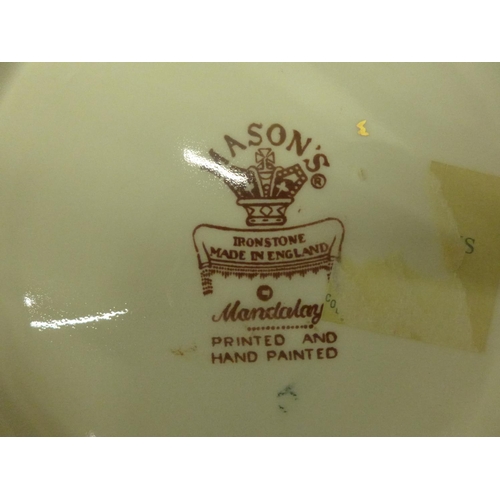 MASON'S®
IRONSTONE
MADE IN ENGLAND
Mandalay
PRINTED AND
HAND PAINTED